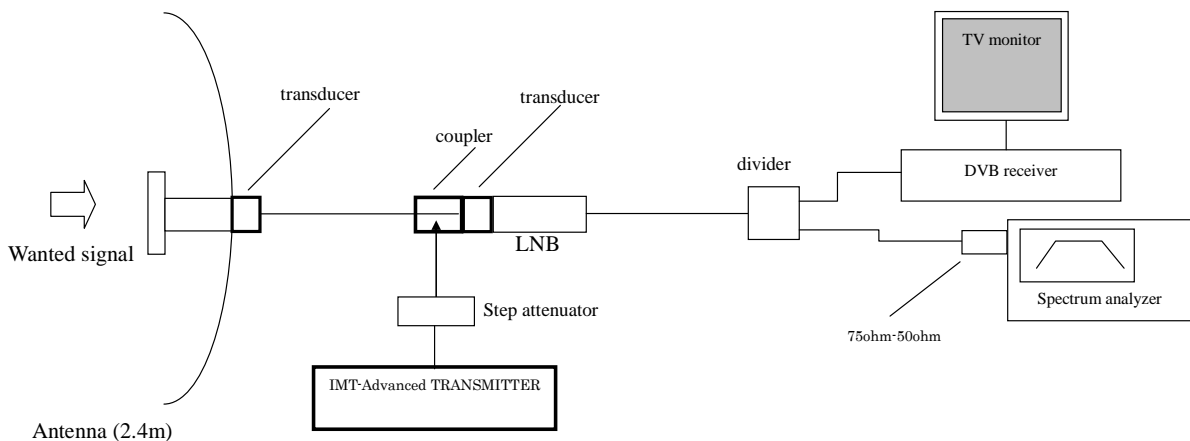 TV monitor
transducer
transducer
coupler
divider
DVB receiver
Wanted signal
LNB
Step attenuator
Spectrum analyzer
75ohm-50ohm
IMT-Advanced TRANSMITTER
Antenna (2.4m)